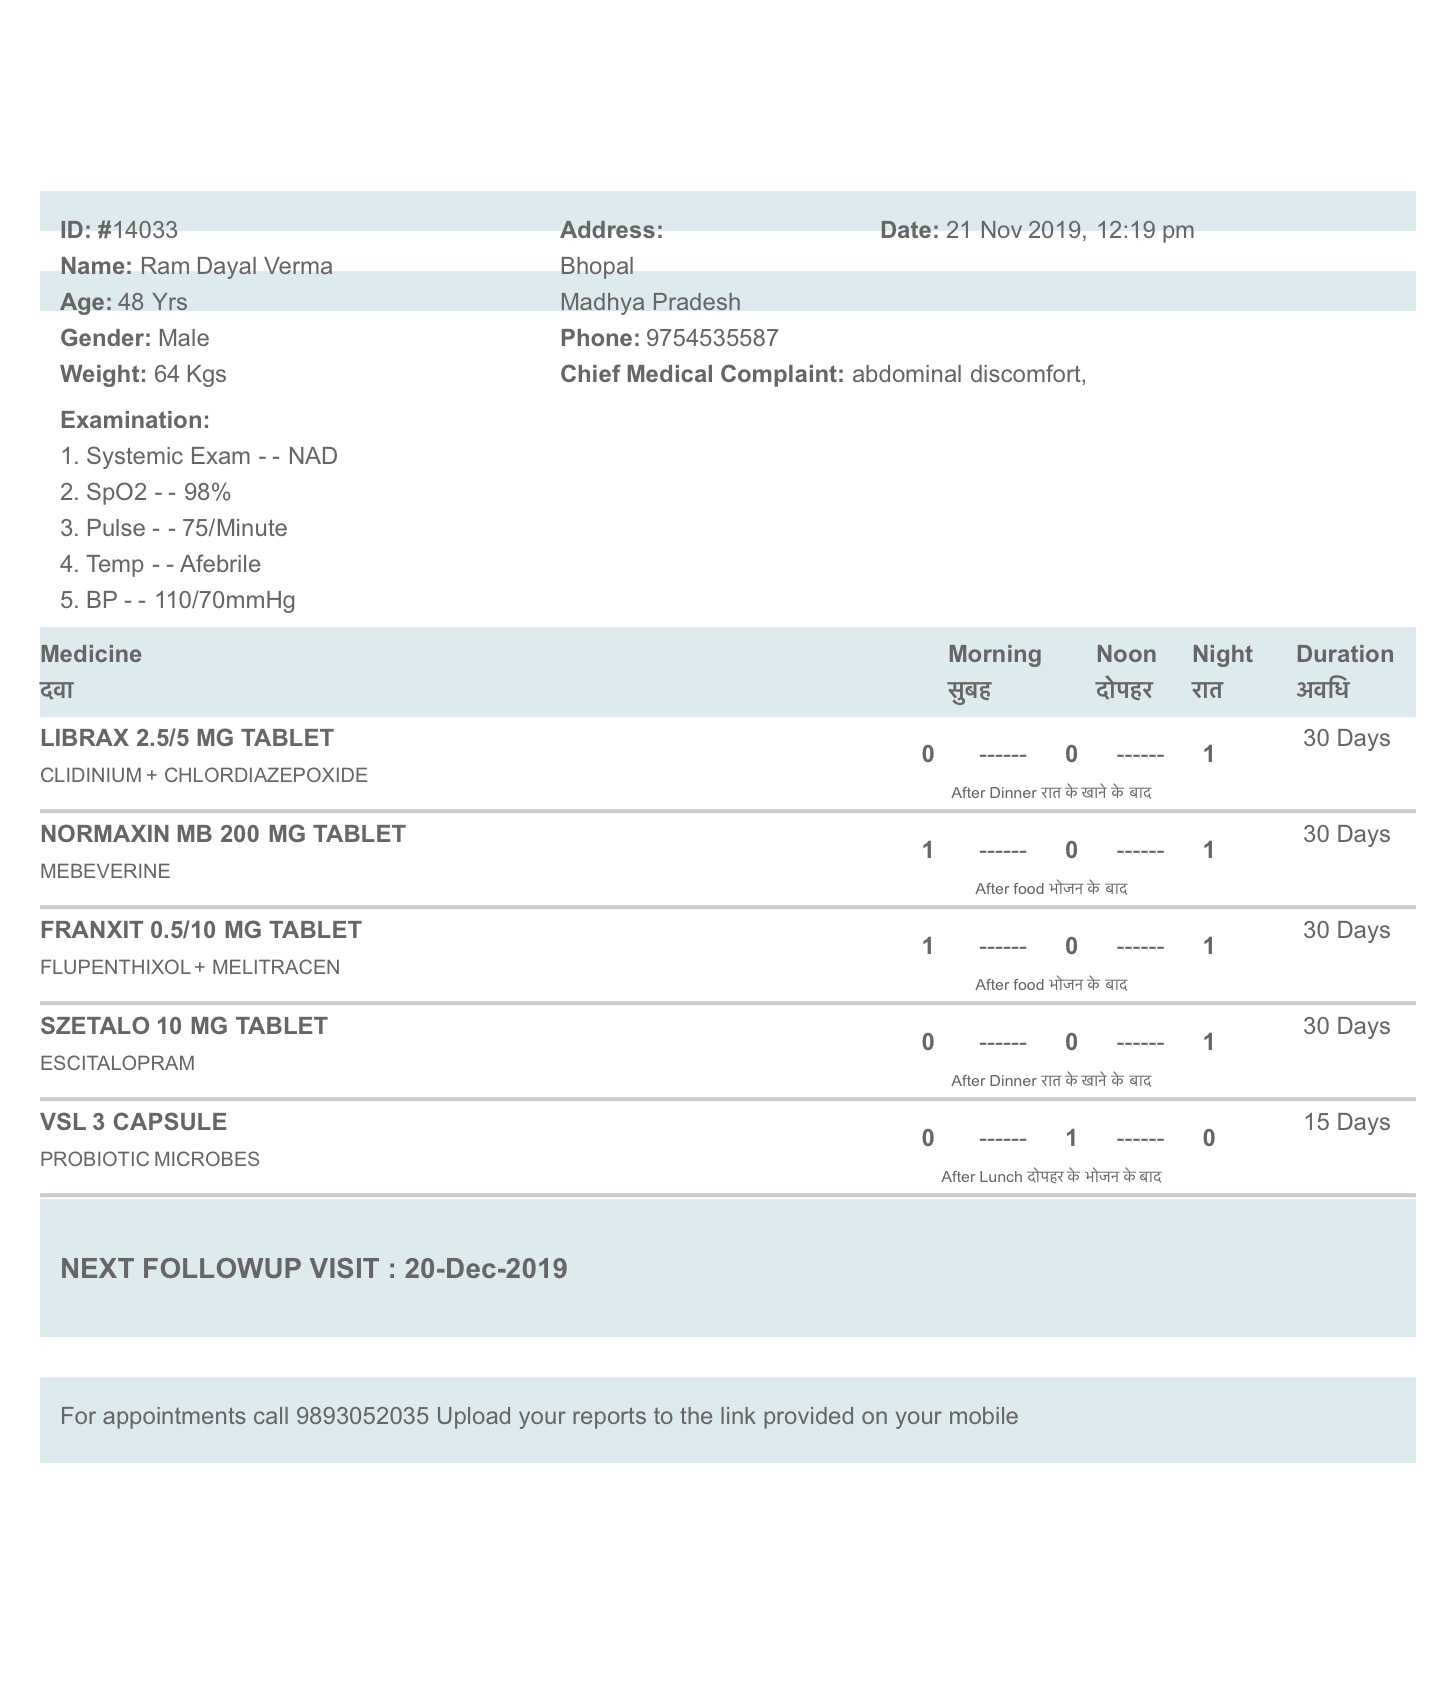 ID: #14033 Address: Date: 21 Nov 2019, 12:19 pm
Name: Ram Dayal Verma Bhopal
Age: 48 Yrs Madhya Pradesh
Gender: Male Phone: 9754535587
Weight: 64 Kgs Chief Medical Complaint: abdominal discomfort,
Examination:
1. Systemic Exam - - NAD
2. SpO2 - - 98%
3. Pulse - - 75/Minute
4. Temp - - Afebrile
5. BP - - 110/70mmHg
Medicine Morning Noon Night Duration
दवा सुबह दोपहर रात अवधि
LIBRAX 2.5/5 MG TABLET 30 Days
0 ------ 0 ------ 1
CLIDINIUM + CHLORDIAZEPOXIDE
After Dinner रात के खाने के बाद
NORMAXIN MB 200 MG TABLET 30 Days
1 ------ 0 ------ 1
MEBEVERINE
After food भोजन के बाद
FRANXIT 0.5/10 MG TABLET 30 Days
1 ------ 0 ------ 1
FLUPENTHIXOL + MELITRACEN
After food भोजन के बाद
SZETALO 10 MG TABLET 30 Days
0 ------ 0 ------ 1
ESCITALOPRAM
After Dinner रात के खाने के बाद
VSL 3 CAPSULE 15 Days
0 ------ 1 ------ 0
PROBIOTIC MICROBES
After Lunch दोपहर के भोजन के बाद
NEXT FOLLOWUP VISIT : 20-Dec-2019
For appointments call 9893052035 Upload your reports to the link provided on your mobile